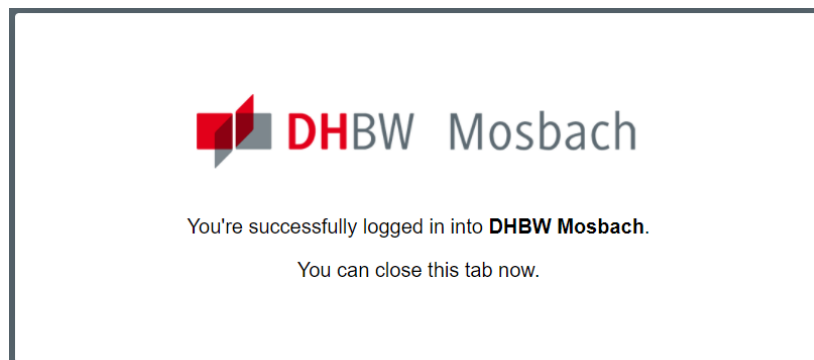 DHBW Mosbach
You're successfully logged in into DHBW Mosbach.
You can close this tab now.